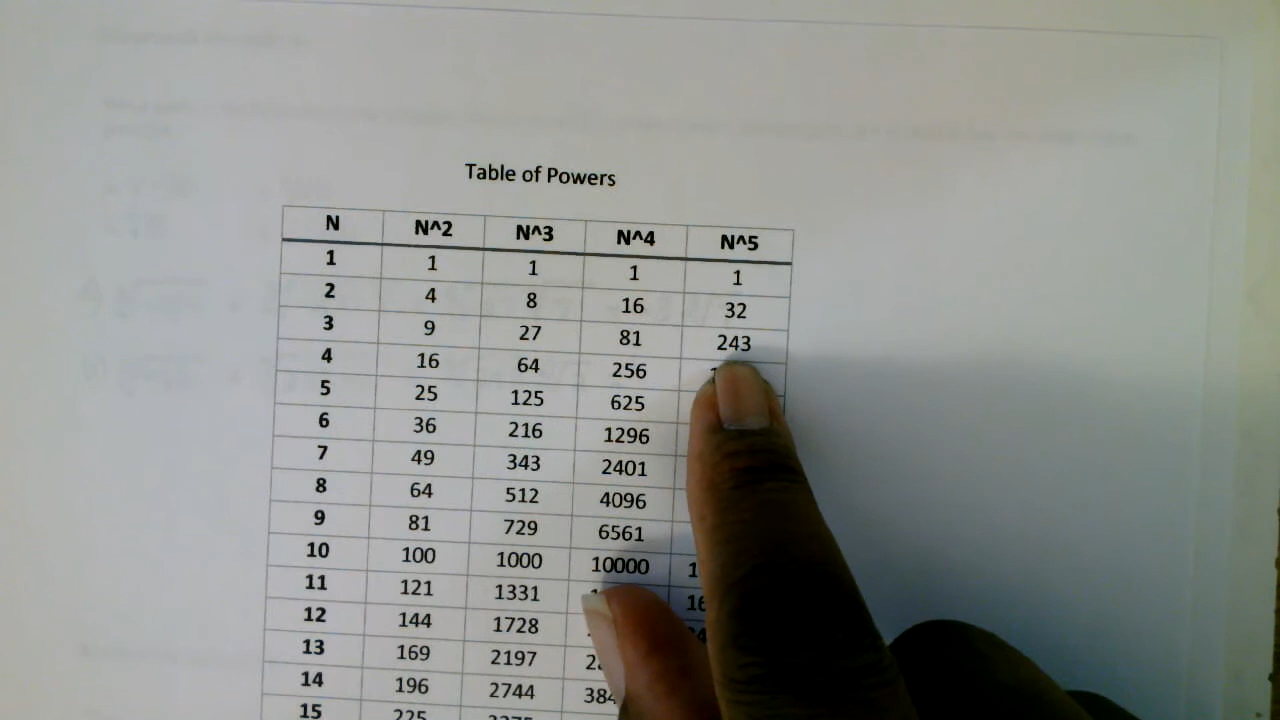 Table of Powers
N N^2 N^3 N^4 N^5
1 1 1 1 1
2 4 8 16 32
3 9 27 81 243
4 16 64 256
5 25 125 625
6 36 216 1296
7 49 343 2401
8 64 512 4096
9 81 729 6561
10 100 1000 10000
11 121 1331
12 144 1728
13 169 2197
14 196 2744
15